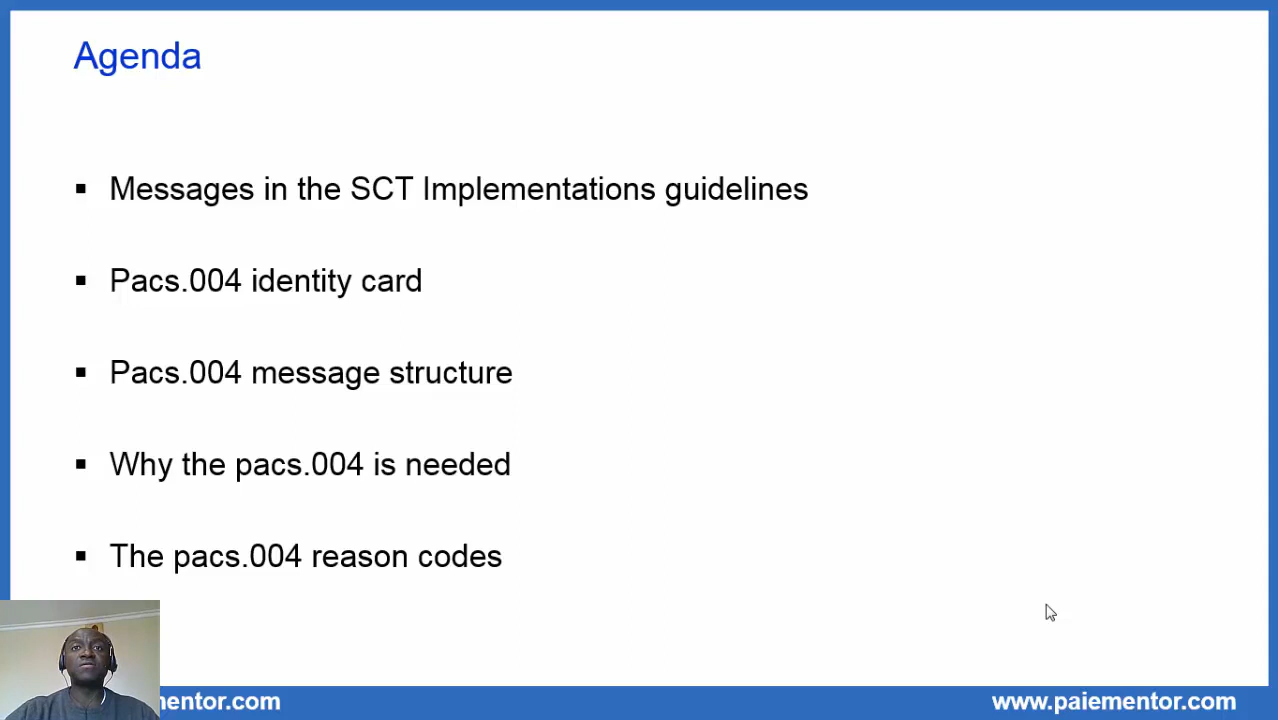 Agenda
▪ Messages in the SCT Implementations guidelines
▪ Pacs.004 identity card
▪ Pacs.004 message structure
▪ Why the pacs.004 is needed
▪ The pacs.004 reason codes
mentor.com
www.paiementor.com